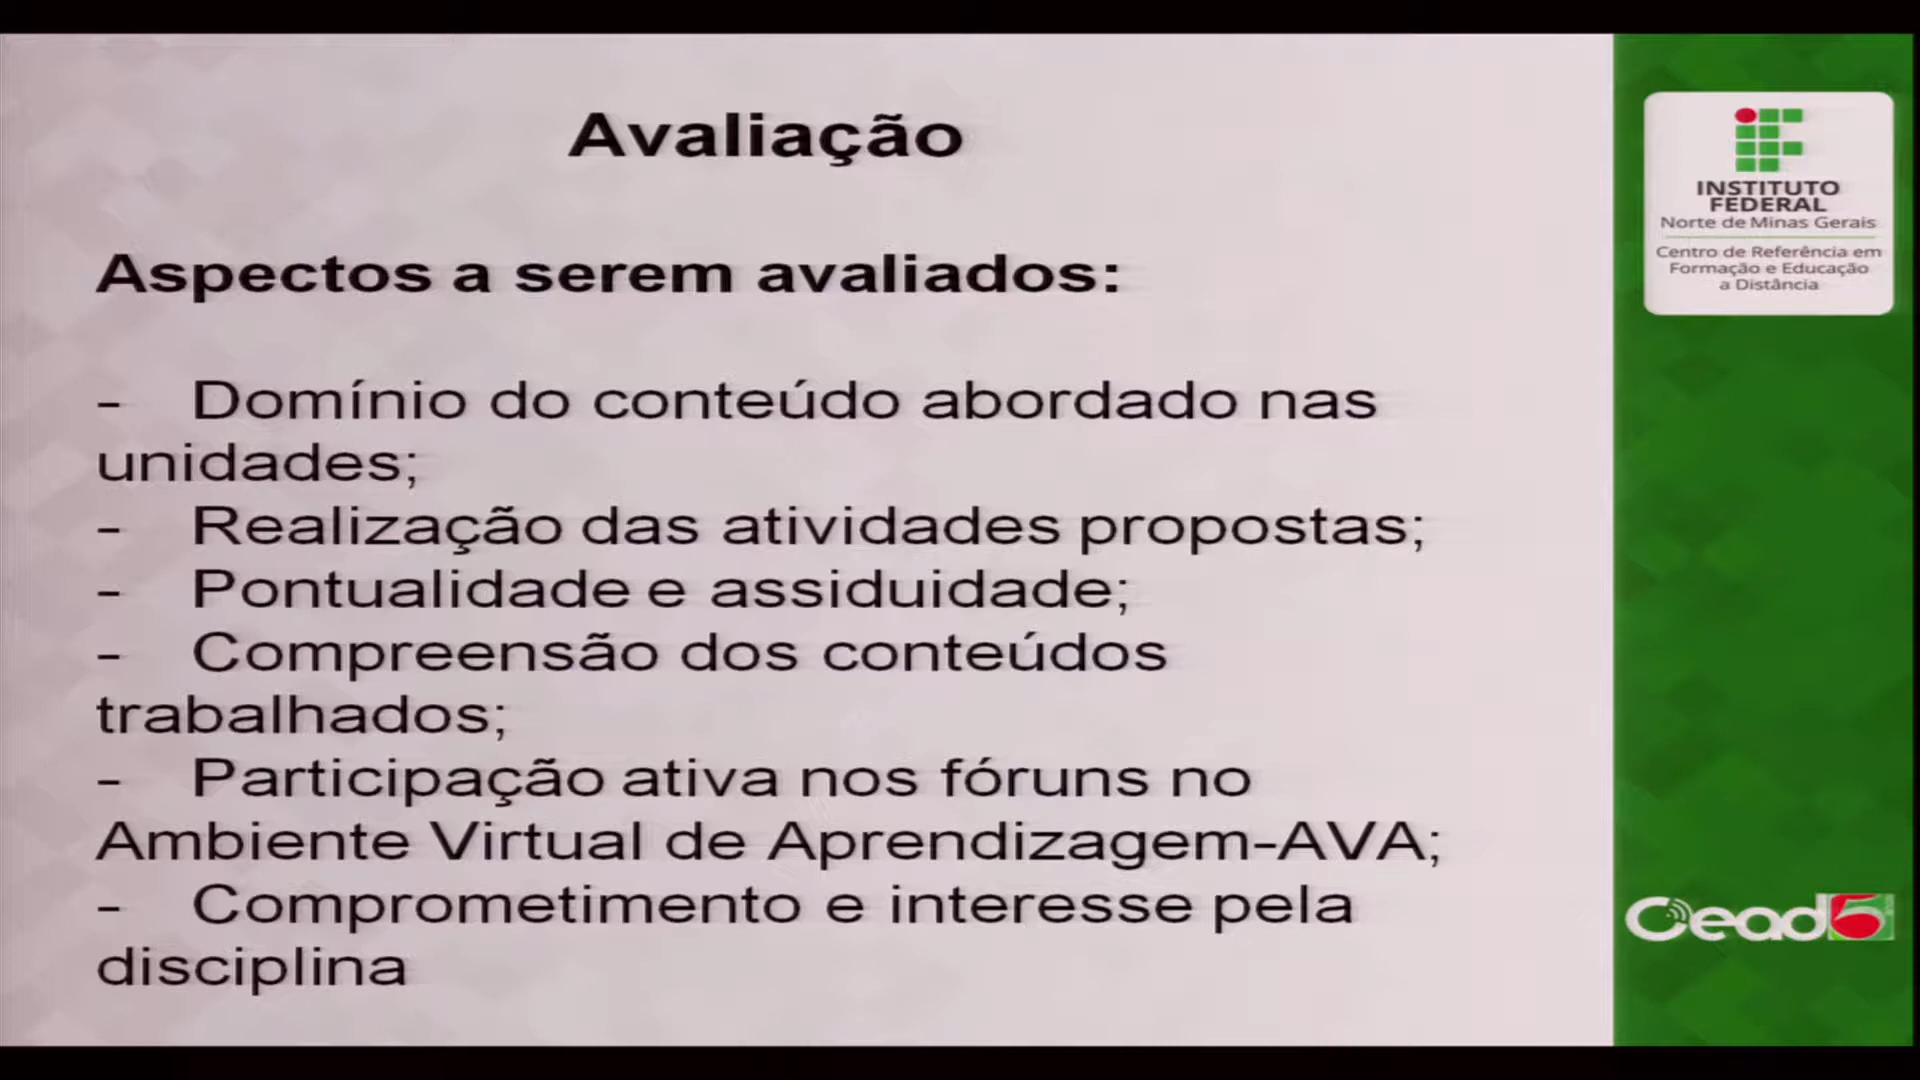 Avaliação
Aspectos a serem avaliados:
- Domínio do conteúdo abordado nas
unidades;
- Realização das atividades propostas;
- Pontualidade e assiduidade;
- Compreensão dos conteúdos
trabalhados;
- Participação ativa nos fóruns no
Ambiente Virtual de Aprendizagem-AVA;
- Comprometimento e interesse pela
disciplina
INSTITUTO
FEDERAL
Norte de Minas Gerais
Centro de Referência em
Formação e Educação
a Distância
Cead5